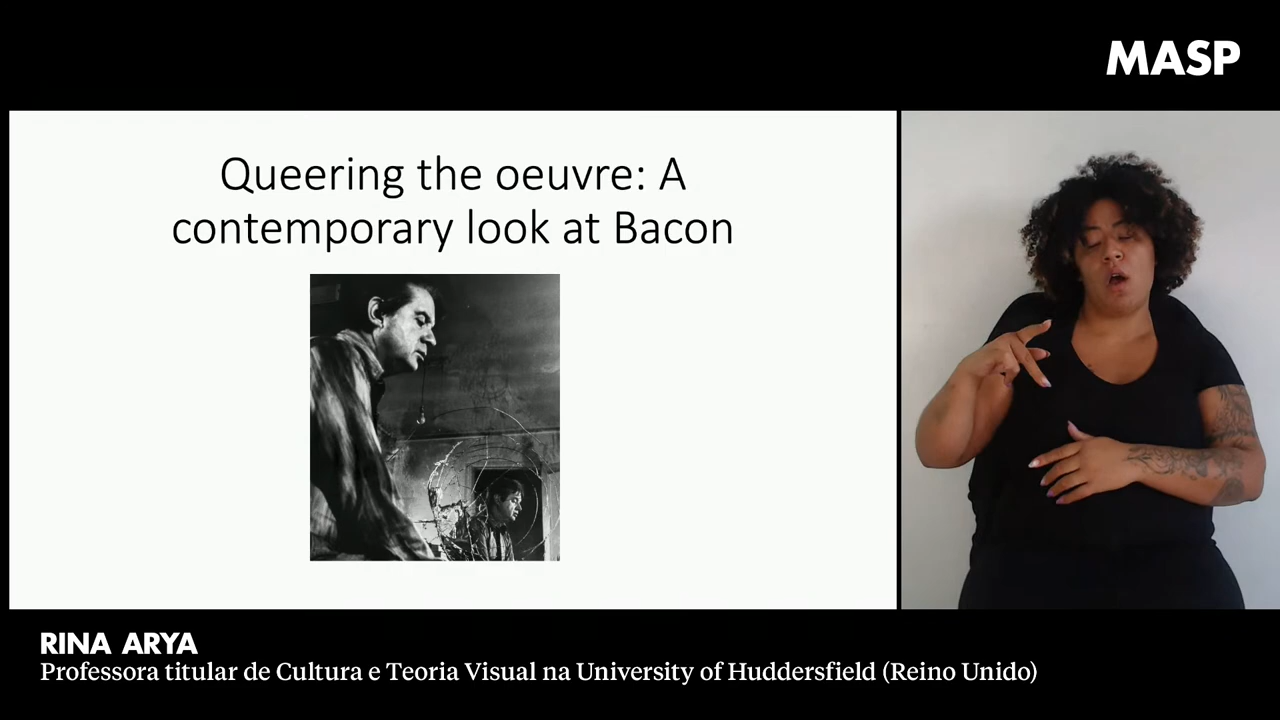 MASP
Queering the oeuvre: A
contemporary look at Bacon
RINA ARYA
Professora titular de Cultura e Teoria Visual na University of Huddersfield (Reino Unido)